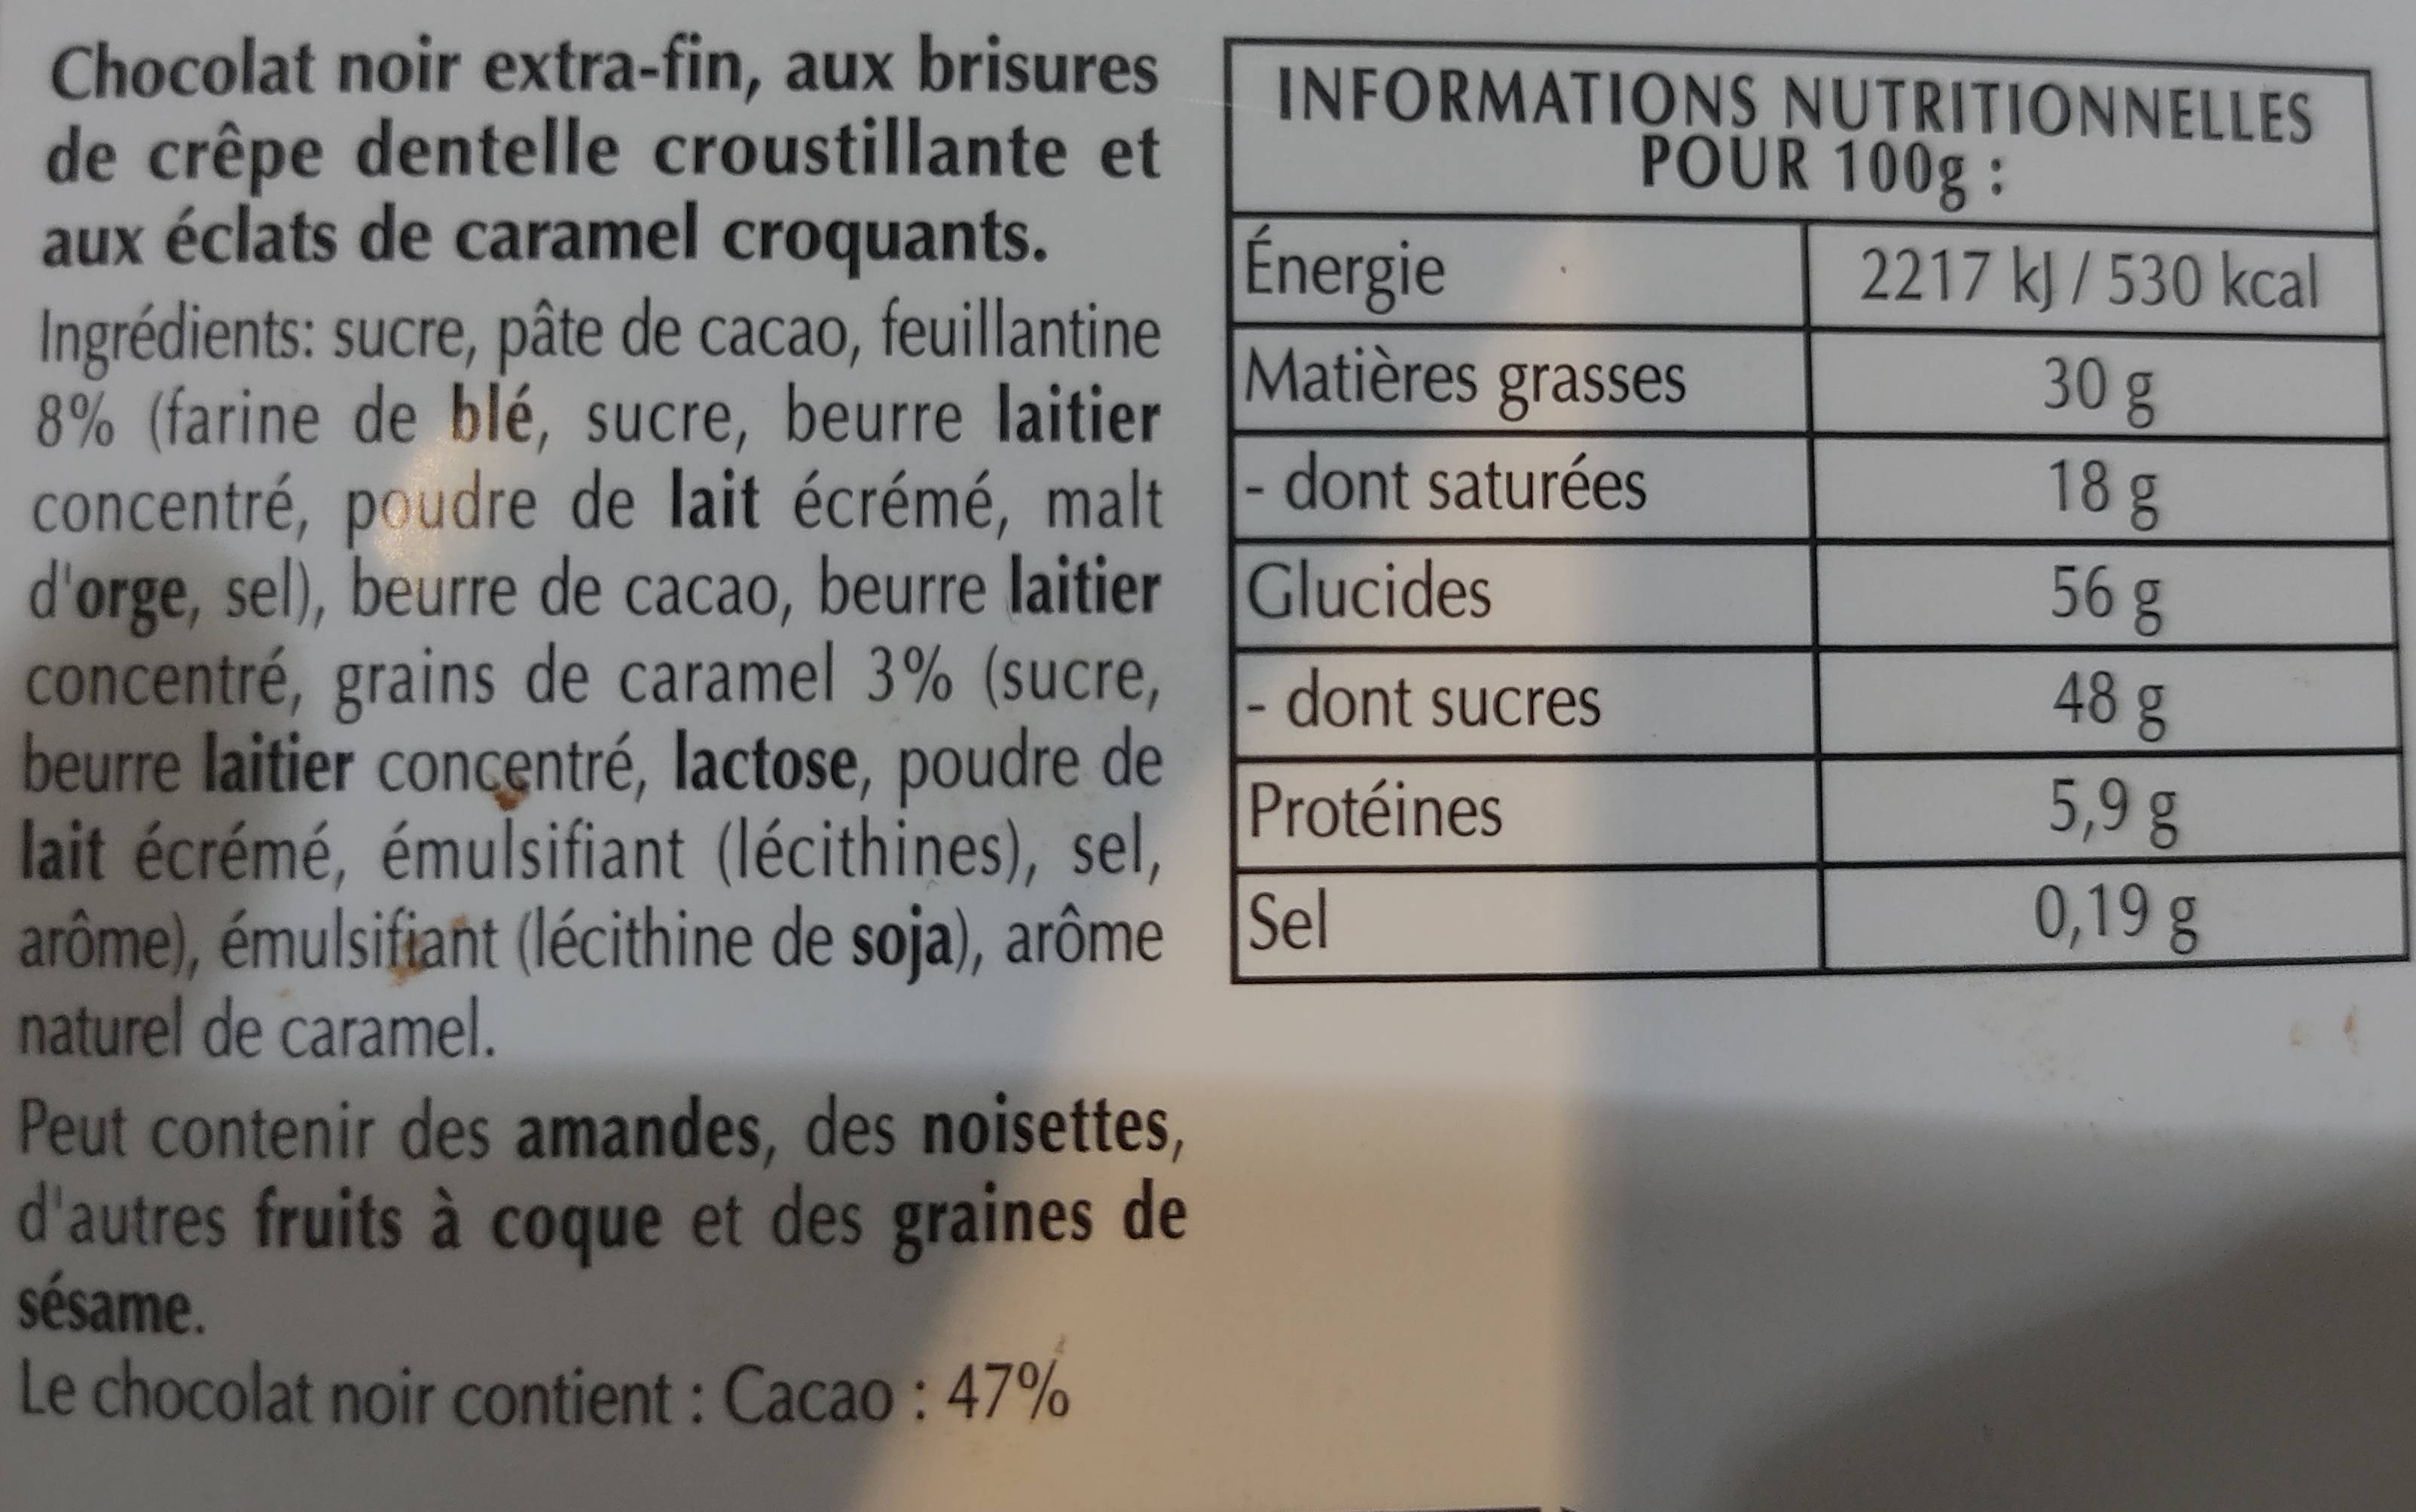 Chocolat noir extra-fin, aux brisures
de crêpe dentelle croustillante et
aux éclats de caramel croquants.
Ingrédients: sucre, pâte de cacao, feuillantine
8% (farine de blé, sucre, beurre laitier
concentré, poudre de lait écrémé, malt
d'orge, sel), beurre de cacao, beurre laitier
concentré, grains de caramel 3% (sucre,
beurre laitier concentré, lactose, poudre de
lait écrémé, émulsifiant (lécithines), sel,
arôme), émulsifiant (lécithine de soja), arôme
naturel de caramel.
Peut contenir des amandes, des noisettes,
d'autres fruits à coque et des graines de
sésame.
Le chocolat noir contient : Cacao : 47%
INFORMATIONS NUTRITIONNELLES
POUR 100g :
Énergie 2217 kJ / 530 kcal
Matières grasses 30 g
- dont saturées 18 g
Glucides 56 g
- dont sucres 48 g
Protéines 5,9 g
Sel 0,19 g